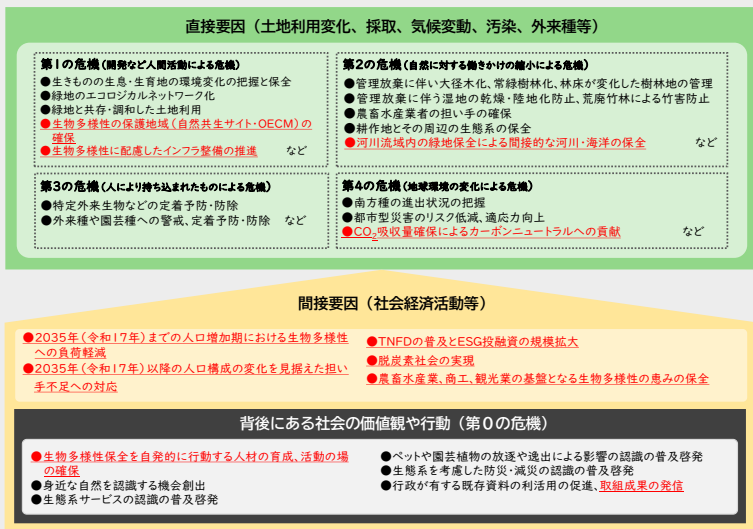 直接要因（土地利用変化、採取、気候変動、汚染、外来種等）
第1の危機(開発など人間活動による危機)
●生きものの生息・生育地の環境変化の把握と保全
●緑地のエコロジカルネットワーク化
●緑地と共存・調和した土地利用
●生物多様性の保護地域(自然共生サイト・OECM)の
確保
●生物多様性に配慮したインフラ整備の推進 など
第2の危機(自然に対する働きかけの縮小による危機)
●管理放棄に伴い大径木化、常緑樹林化、林床が変化した樹林地の管理
●管理放棄に伴う湿地の乾燥・陸地化防止、荒廃竹林による竹害防止
●農畜水産業者の担い手の確保
●耕作地とその周辺の生態系の保全
●河川流域内の緑地保全による間接的な河川・海洋の保全 など
第3の危機(人により持ち込まれたものによる危機)
●特定外来生物などの定着予防・防除
●外来種や園芸種への警戒、定着予防・防除 など
第4の危機(地球環境の変化による危機)
●南方種の進出状況の把握
●都市型災害のリスク低減、適応力向上
●CO₂吸収量確保によるカーボンニュートラルへの貢献 など
間接要因（社会経済活動等）
●2035年(令和17年)までの人口増加期における生物多様性
への負荷軽減
●2035年(令和17年)以降の人口構成の変化を見据えた担い
手不足への対応
●TNFDの普及とESG投融資の規模拡大
●脱炭素社会の実現
●農畜水産業、商工、観光業の基盤となる生物多様性の恵みの保全
背後にある社会の価値観や行動（第0の危機）
●生物多様性保全を自発的に行動する人材の育成、活動の場
の確保
●身近な自然を認識する機会創出
●生態系サービスの認識の普及啓発
●ペットや園芸植物の放逐や逸出による影響の認識の普及啓発
●生態系を考慮した防災・減災の認識の普及啓発
●行政が有する既存資料の利活用の促進、取組成果の発信